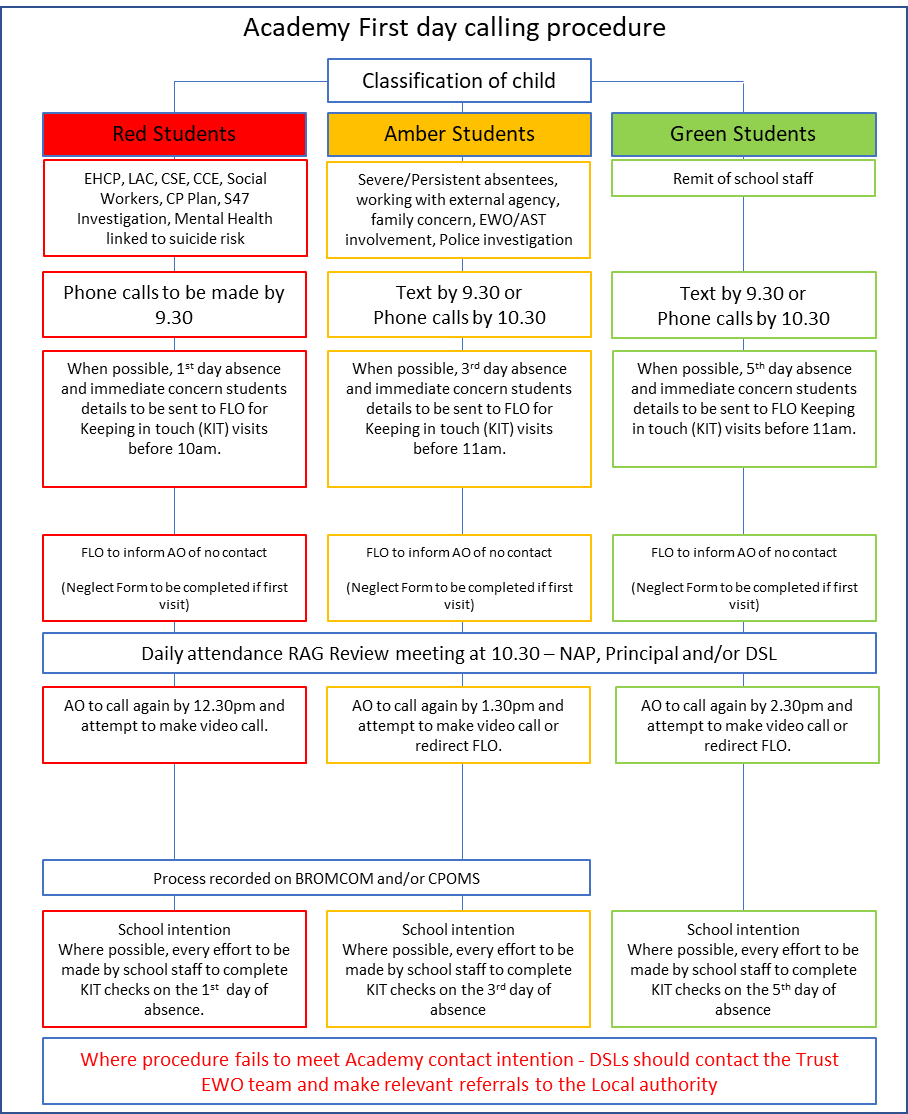 Academy First day calling procedure
Classification of child
Red Students
Amber Students
Green Students
EHCP, LAC, CSE, CCE, Social
Workers, CP Plan, S47
Investigation, Mental Health
linked to suicide risk
Severe/Persistent absentees,
working with external agency,
family concern, EWO/AST
involvement, Police investigation
Remit of school staff
Phone calls to be made by
9.30
Text by 9.30 or
Phone calls by 10.30
Text by 9.30 or
Phone calls by 10.30
When possible, 1st day absence
and immediate concern students
details to be sent to FLO for
Keeping in touch (KIT) visits
before 10am.
When possible, 3rd day absence
and immediate concern students
details to be sent to FLO for
Keeping in touch (KIT) visits
before 11am.
When possible, 5th day absence
and immediate concern students
details to be sent to FLO Keeping
in touch (KIT) visits before 11am.
FLO to inform AO of no contact
(Neglect Form to be completed if first
visit)
FLO to inform AO of no contact
(Neglect Form to be completed if first
visit)
FLO to inform AO of no contact
(Neglect Form to be completed if first
visit)
Daily attendance RAG Review meeting at 10.30 – NAP, Principal and/or DSL
AO to call again by 12.30pm and
attempt to make video call.
AO to call again by 1.30pm and
attempt to make video call or
redirect FLO.
AO to call again by 2.30pm and
attempt to make video call or
redirect FLO.
Process recorded on BROMCOM and/or CPOMS
School intention
Where possible, every effort to be
made by school staff to complete
KIT checks on the 1st day of
absence.
School intention
Where possible, every effort to be
made by school staff to complete
KIT checks on the 3rd day of
absence
School intention
Where possible, every effort to be
made by school staff to complete
KIT checks on the 5th day of
absence
Where procedure fails to meet Academy contact intention - DSLs should contact the Trust
EWO team and make relevant referrals to the Local authority